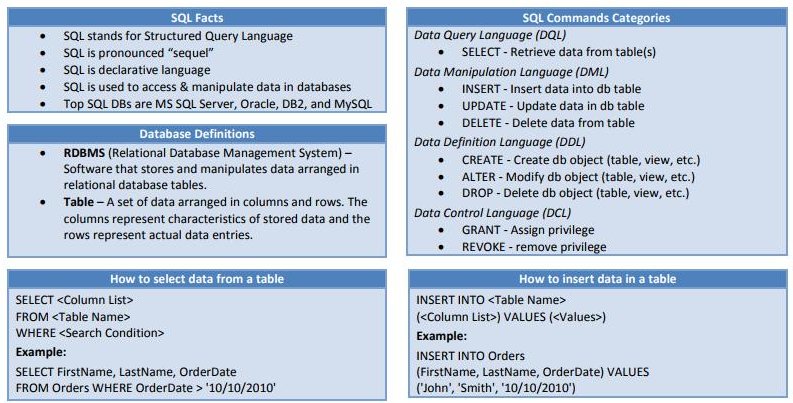 SQL Facts
• SQL stands for Structured Query Language
• SQL is pronounced “sequel”
• SQL is declarative language
• SQL is used to access & manipulate data in databases
• Top SQL DBs are MS SQL Server, Oracle, DB2, and MySQL
Database Definitions
• RDBMS (Relational Database Management System) –
Software that stores and manipulates data arranged in
relational database tables.
• Table – A set of data arranged in columns and rows. The
columns represent characteristics of stored data and the
rows represent actual data entries.
How to select data from a table
SELECT <Column List>
FROM <Table Name>
WHERE <Search Condition>
Example:
SELECT FirstName, LastName, OrderDate
FROM Orders WHERE OrderDate > '10/10/2010'
SQL Commands Categories
Data Query Language (DQL)
• SELECT - Retrieve data from table(s)
Data Manipulation Language (DML)
• INSERT - Insert data into db table
• UPDATE - Update data in db table
• DELETE - Delete data from table
Data Definition Language (DDL)
• CREATE - Create db object (table, view, etc.)
• ALTER - Modify db object (table, view, etc.)
• DROP - Delete db object (table, view, etc.)
Data Control Language (DCL)
• GRANT - Assign privilege
• REVOKE - remove privilege
How to insert data in a table
INSERT INTO <Table Name>
(<Column List>) VALUES (<Values>)
Example:
INSERT INTO Orders
(FirstName, LastName, OrderDate) VALUES
('John', 'Smith', '10/10/2010')